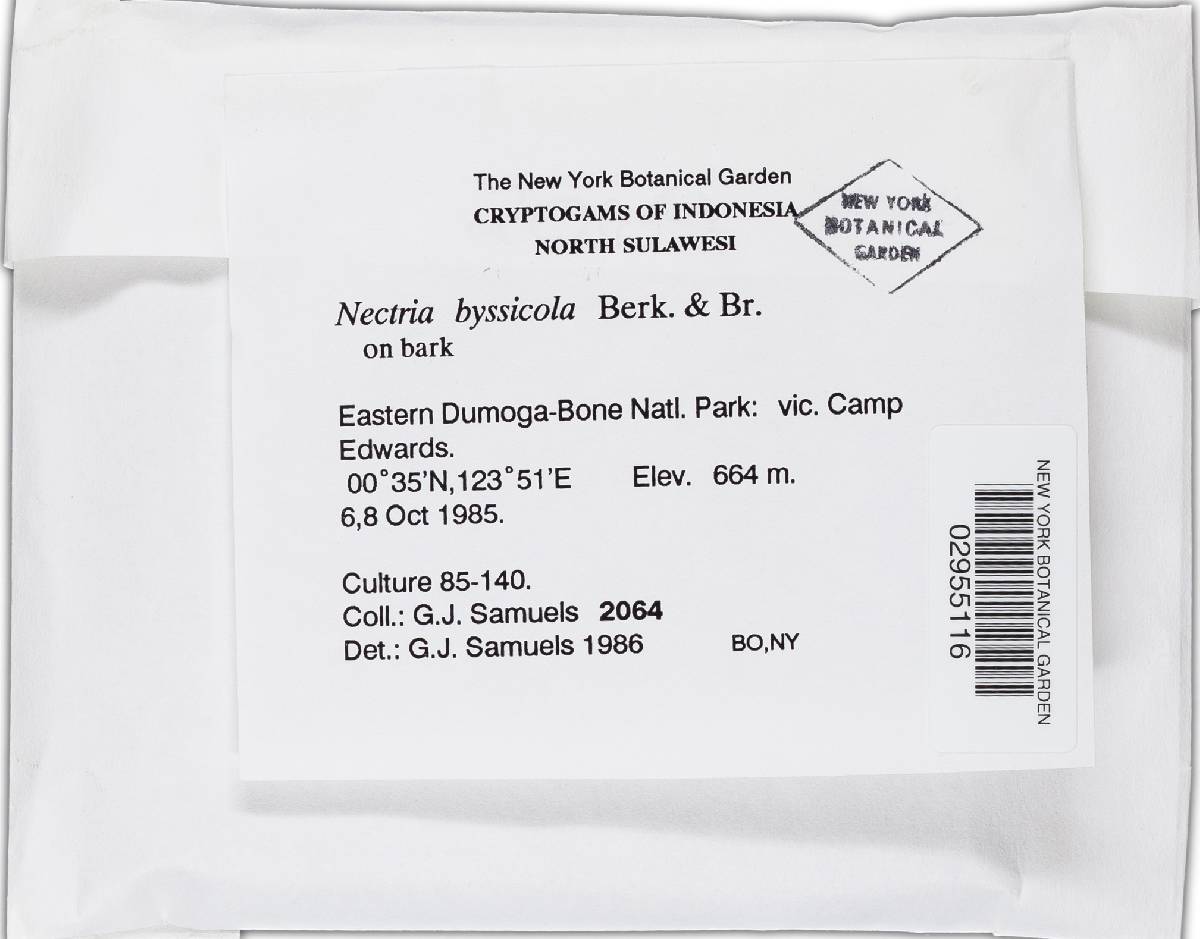 The New York Botanical Garden
CRYPTOGAMS OF INDONESIA
NORTH SULAWESI
NEW YORK
BOTANICAL
GARDEN
Nectria byssicola Berk. & Br.
on bark
Eastern Dumoga-Bone Natl. Park: vic. Camp
Edwards.
00°35'N,123°51'E Elev. 664 m.
6,8 Oct 1985.
Culture 85-140.
Coll.: G.J. Samuels 2064
Det.: G.J. Samuels 1986 BO,NY
NEW YORK BOTANICAL GARDEN
02955116